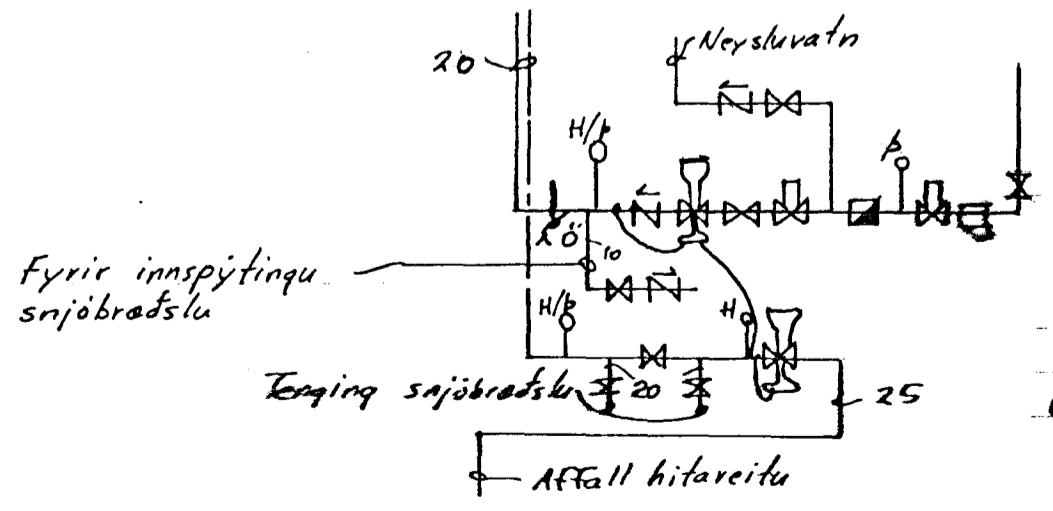 20
Neysluvatn
H/þ
þ
Ö
10
Fyrir innspýtingu
snjóbræðslu
H/þ
H
Tenging snjóbræðslu
20
25
Affall hitaveitu